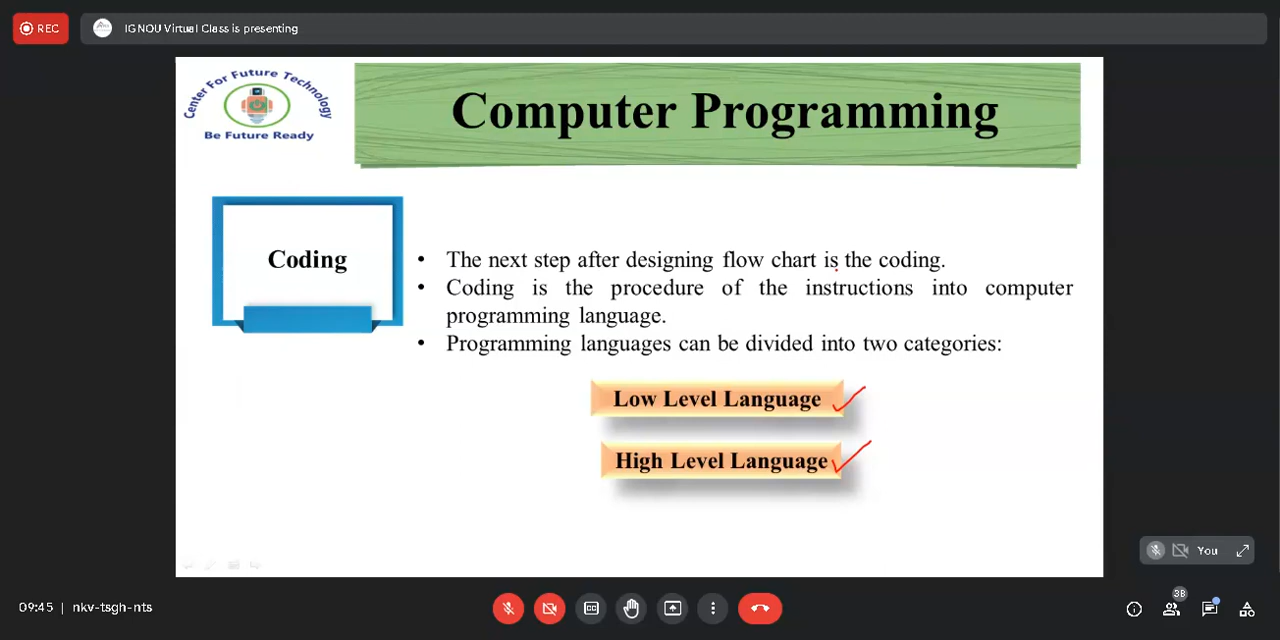 REC
IGNOU Virtual Class is presenting
Center For Future Technology
Be Future Ready
Computer Programming
Coding
• The next step after designing flow chart is the coding.
• Coding is the procedure of the instructions into computer
programming language.
• Programming languages can be divided into two categories:
Low Level Language
High Level Language
You
09:45 | nkv-tsgh-nts
38